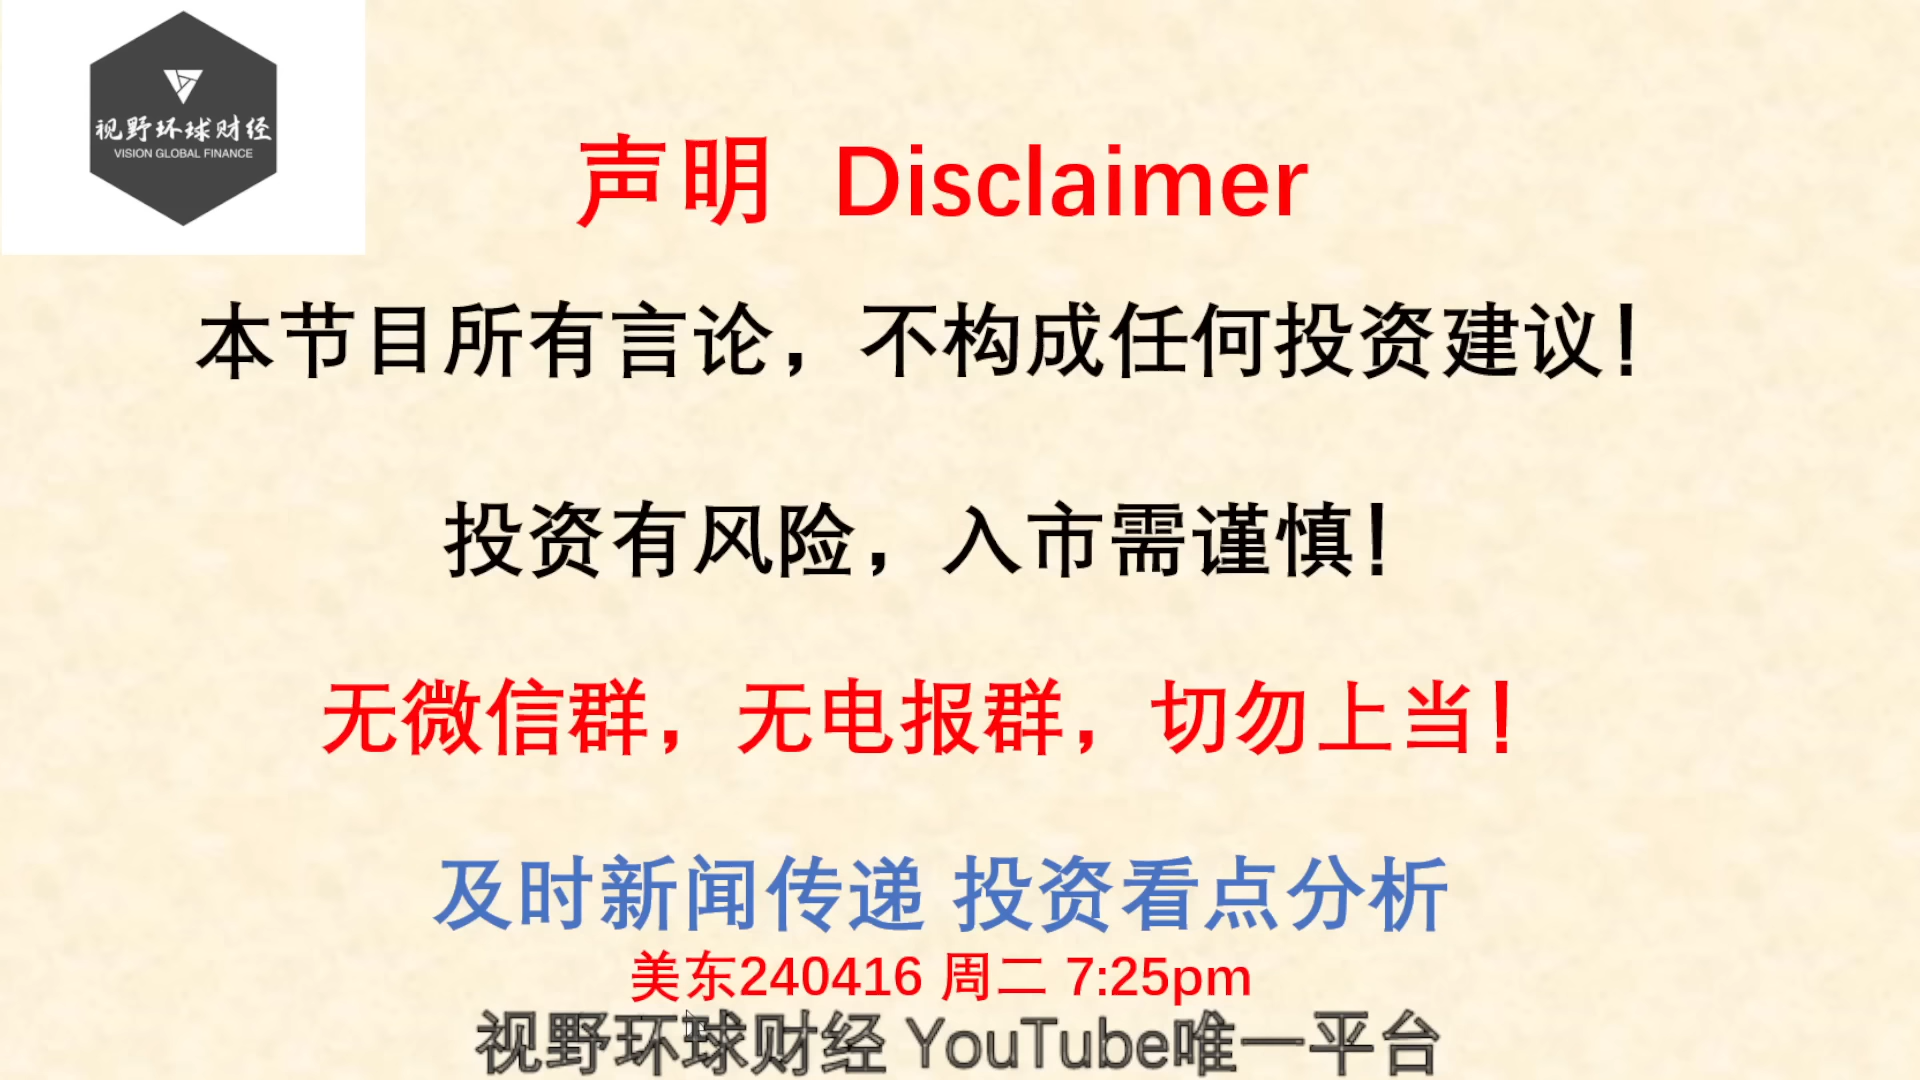 视野环球财经
VISION GLOBAL FINANCE
声明 Disclaimer
本节目所有言论，不构成任何投资建议！
投资有风险，入市需谨慎！
无微信群，无电报群，切勿上当！
及时新闻传递 投资看点分析
美东240416 周二 7:25pm
视野环球财经 YouTube唯一平台